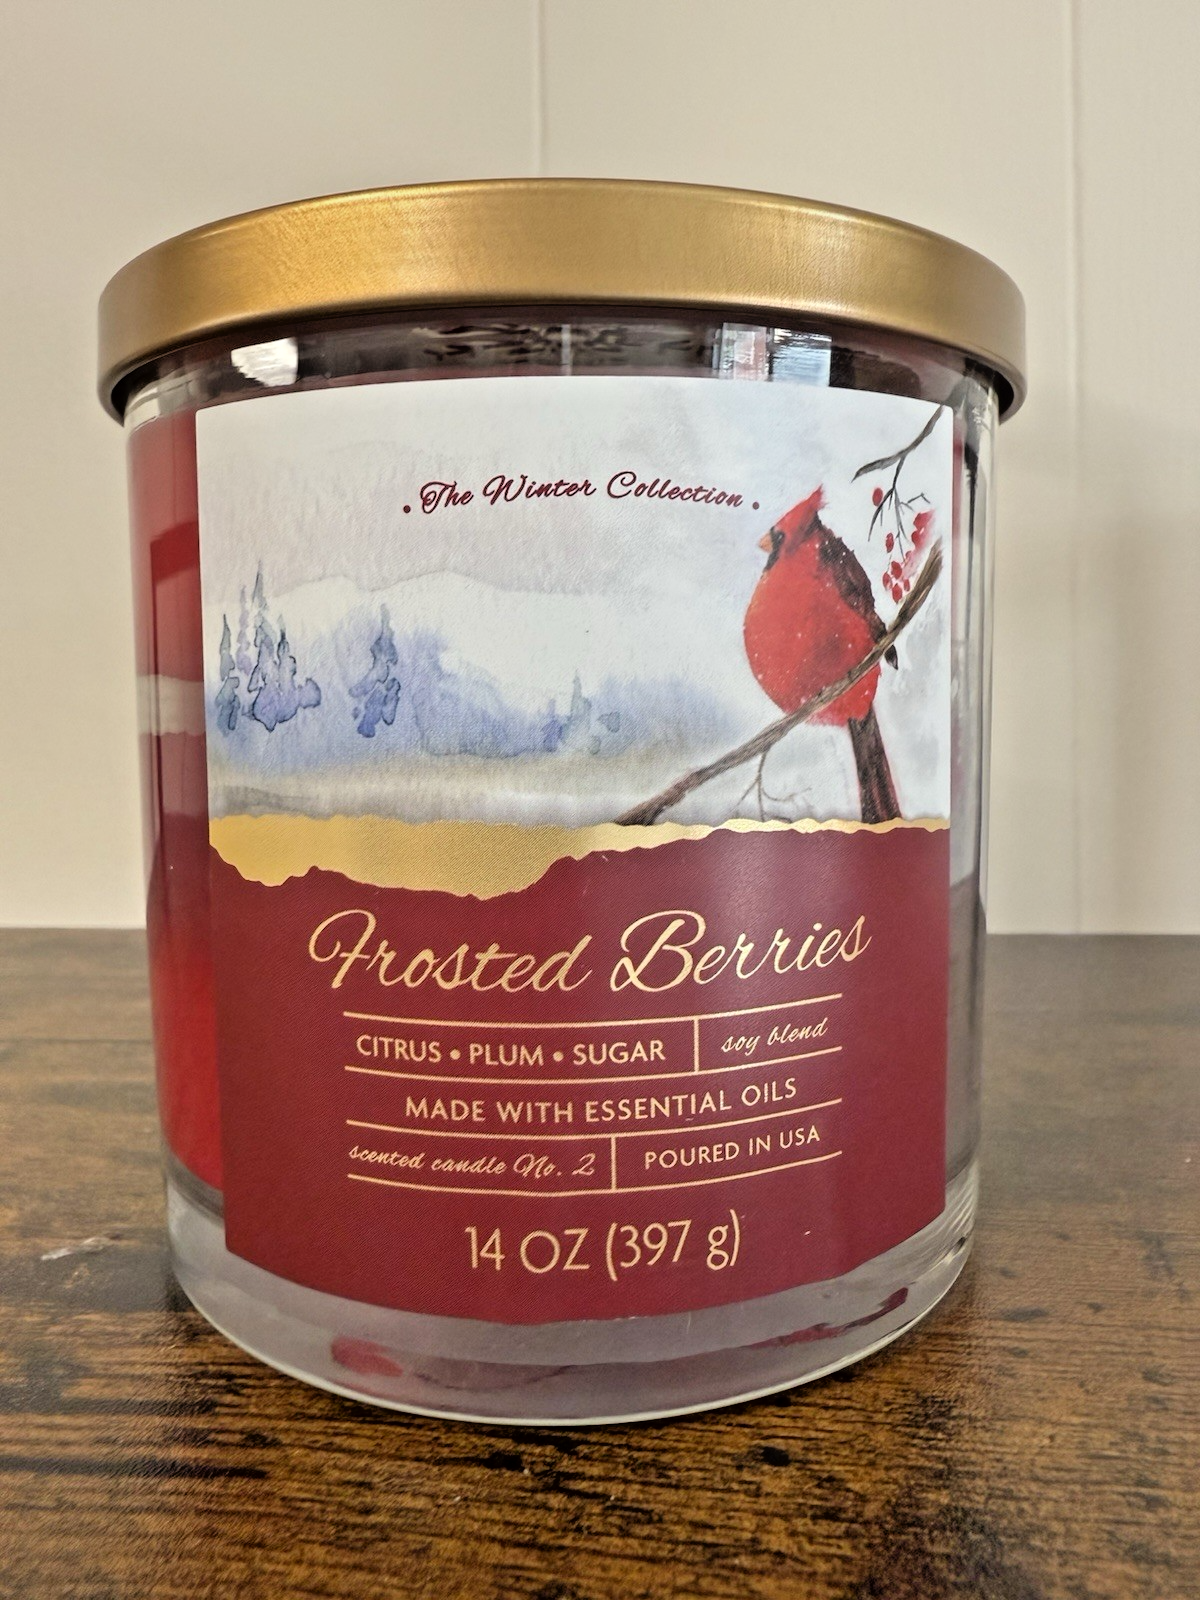 • The Winter Collection •
Frosted Berries
CITRUS • PLUM • SUGAR | soy blend
MADE WITH ESSENTIAL OILS
scented candle No. 2 | POURED IN USA
14 OZ (397 g)